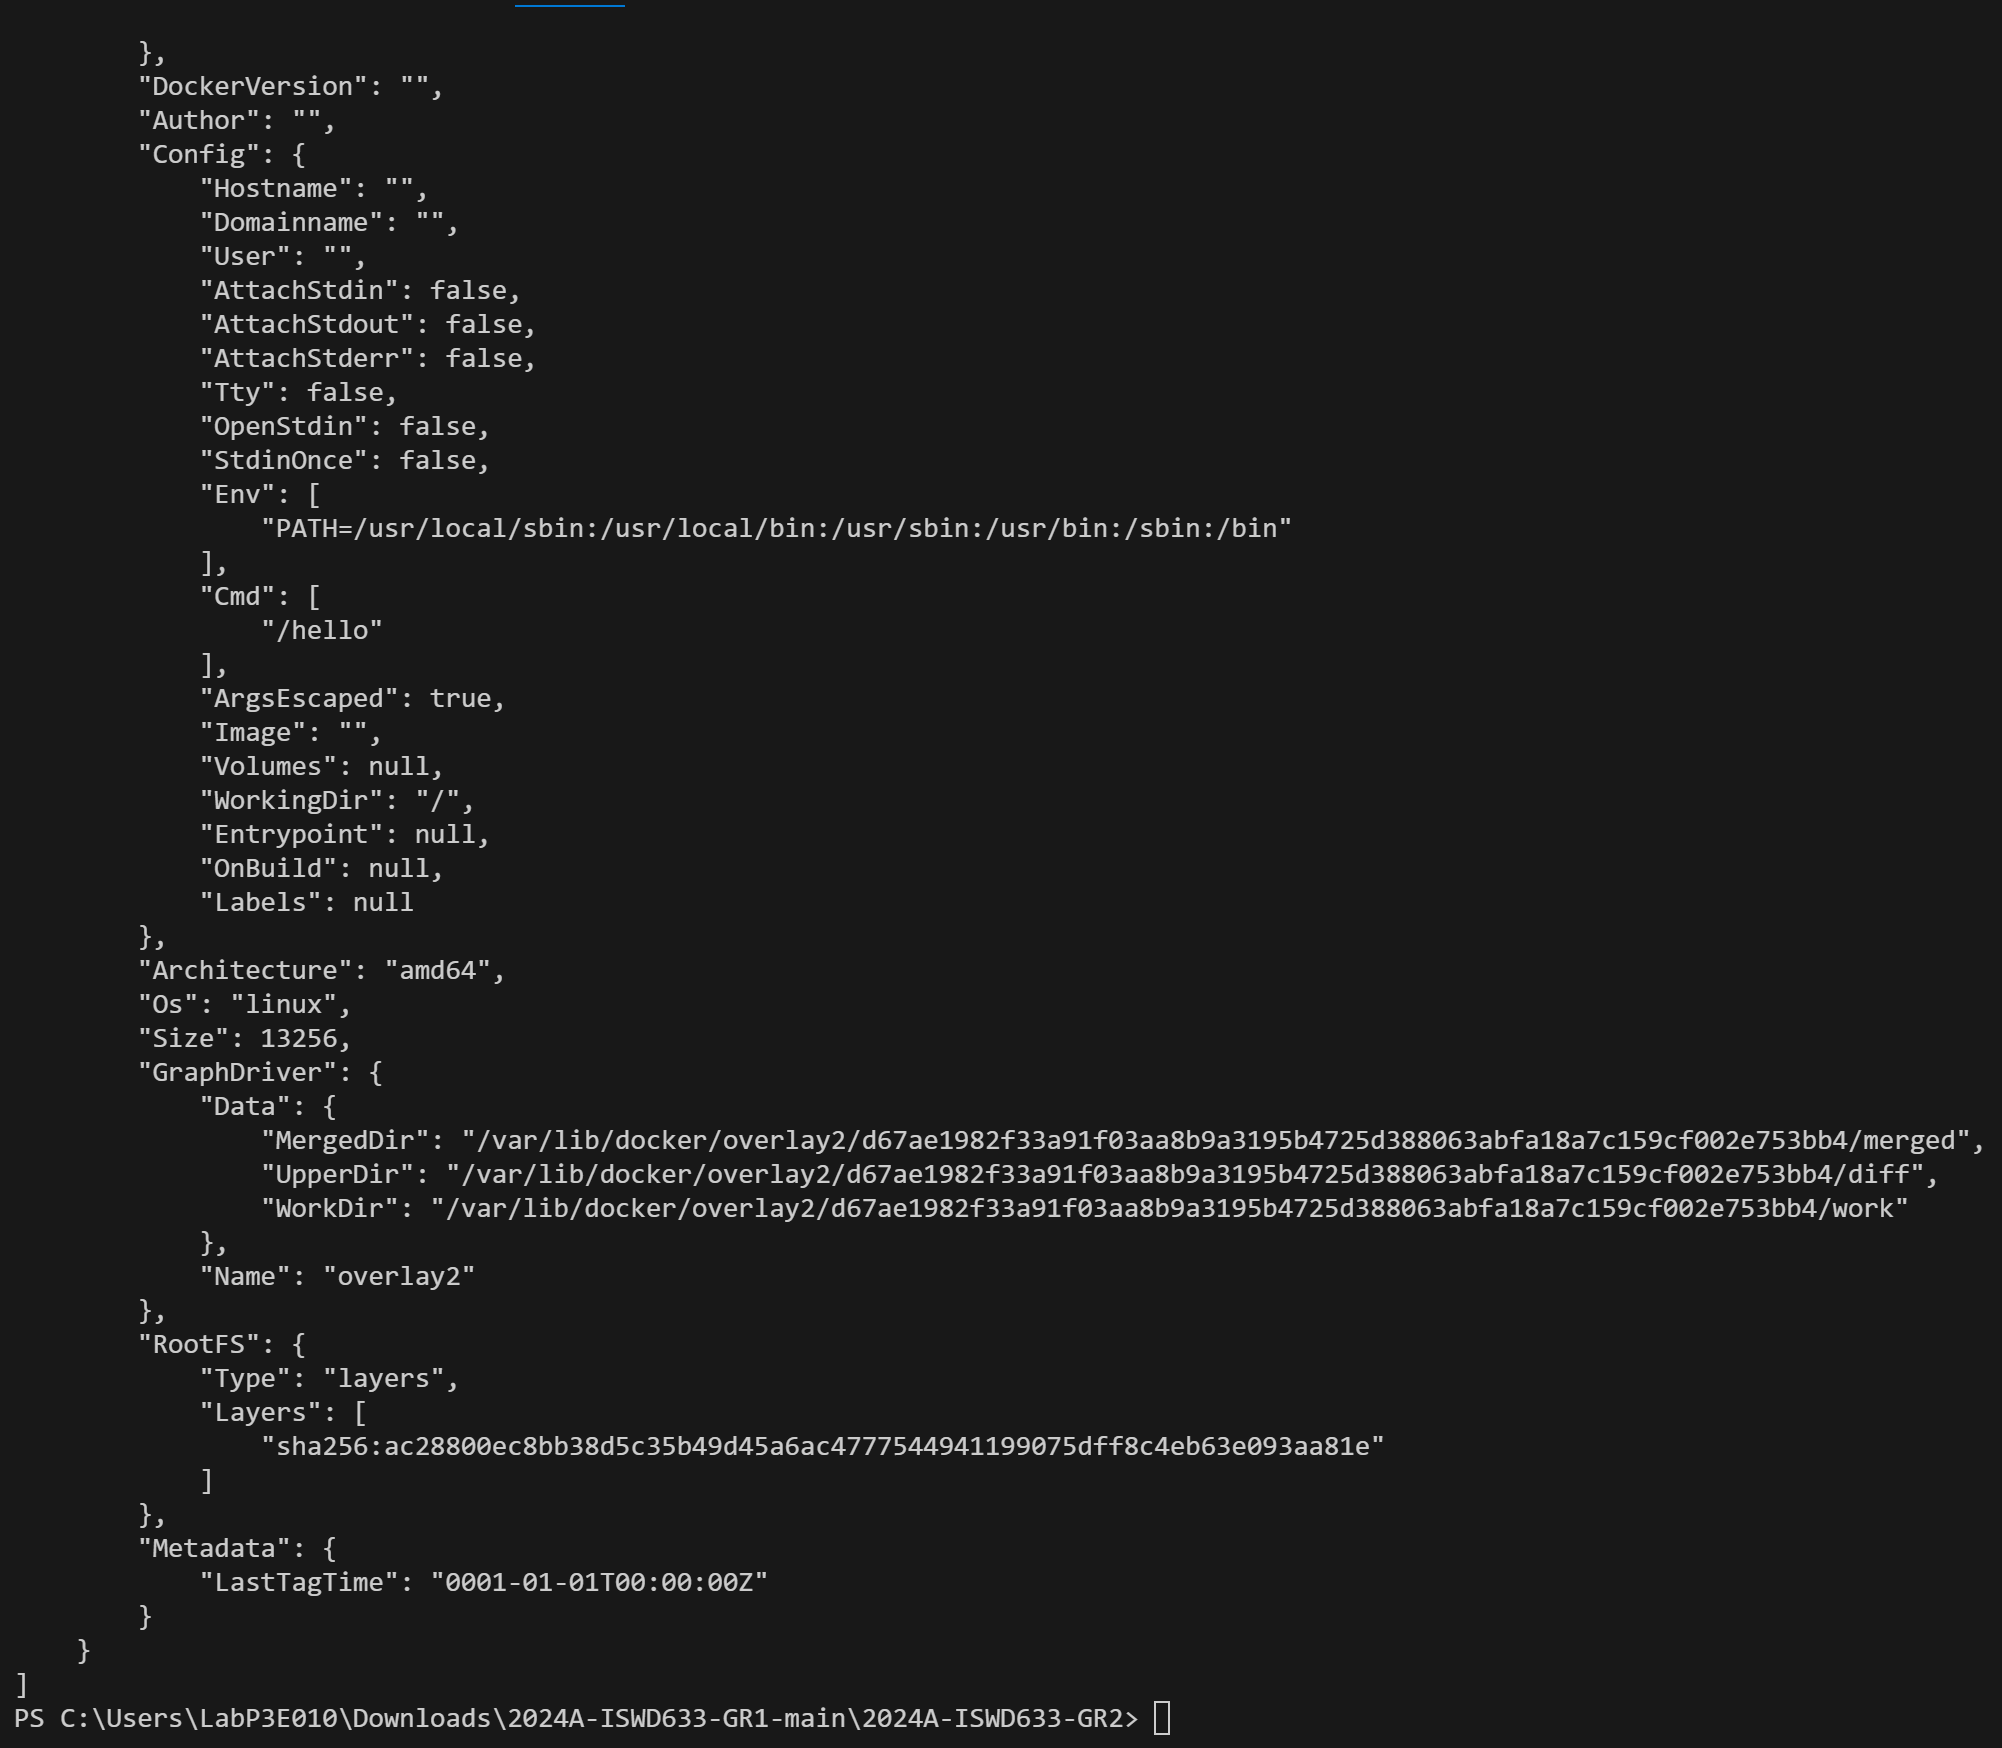 },
        "DockerVersion": "",
        "Author": "",
        "Config": {
            "Hostname": "",
            "Domainname": "",
            "User": "",
            "AttachStdin": false,
            "AttachStdout": false,
            "AttachStderr": false,
            "Tty": false,
            "OpenStdin": false,
            "StdinOnce": false,
            "Env": [
                "PATH=/usr/local/sbin:/usr/local/bin:/usr/sbin:/usr/bin:/sbin:/bin"
            ],
            "Cmd": [
                "/hello"
            ],
            "ArgsEscaped": true,
            "Image": "",
            "Volumes": null,
            "WorkingDir": "/",
            "Entrypoint": null,
            "OnBuild": null,
            "Labels": null
        },
        "Architecture": "amd64",
        "Os": "linux",
        "Size": 13256,
        "GraphDriver": {
            "Data": {
                "MergedDir": "/var/lib/docker/overlay2/d67ae1982f33a91f03aa8b9a3195b4725d388063abfa18a7c159cf002e753bb4/merged",
                "UpperDir": "/var/lib/docker/overlay2/d67ae1982f33a91f03aa8b9a3195b4725d388063abfa18a7c159cf002e753bb4/diff",
                "WorkDir": "/var/lib/docker/overlay2/d67ae1982f33a91f03aa8b9a3195b4725d388063abfa18a7c159cf002e753bb4/work"
            },
            "Name": "overlay2"
        },
        "RootFS": {
            "Type": "layers",
            "Layers": [
                "sha256:ac28800ec8bb38d5c35b49d45a6ac4777544941199075dff8c4eb63e093aa81e"
            ]
        },
        "Metadata": {
            "LastTagTime": "0001-01-01T00:00:00Z"
        }
    }
]
PS C:\Users\LabP3E010\Downloads\2024A-ISWD633-GR1-main\2024A-ISWD633-GR2>